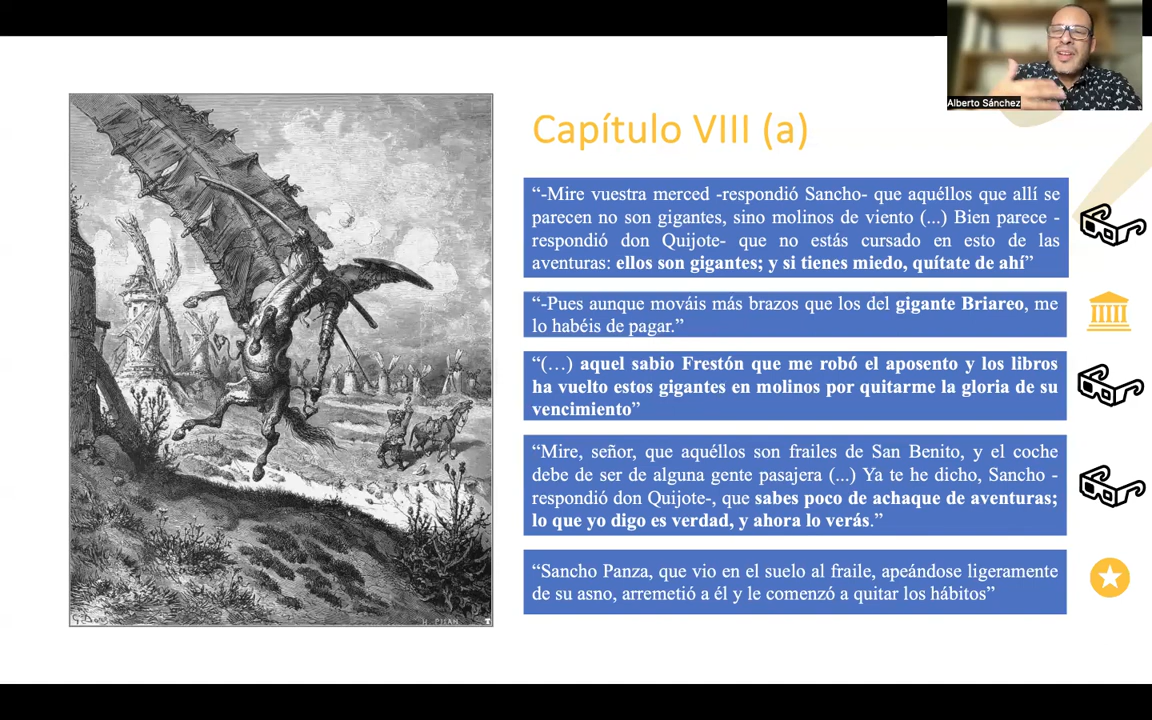 Alberto Sánchez
Capítulo VIII (a)
“-Mire vuestra merced -respondió Sancho- que aquéllos que allí se
parecen no son gigantes, sino molinos de viento (...) Bien parece -
respondió don Quijote- que no estás cursado en esto de las
aventuras: ellos son gigantes; y si tienes miedo, quítate de ahí”
“-Pues aunque mováis más brazos que los del gigante Briareo, me
lo habéis de pagar.”
“(…) aquel sabio Frestón que me robó el aposento y los libros
ha vuelto estos gigantes en molinos por quitarme la gloria de su
vencimiento”
“Mire, señor, que aquéllos son frailes de San Benito, y el coche
debe de ser de alguna gente pasajera (...) Ya te he dicho, Sancho -
respondió don Quijote-, que sabes poco de achaque de aventuras;
lo que yo digo es verdad, y ahora lo verás.”
“Sancho Panza, que vio en el suelo al fraile, apeándose ligeramente
de su asno, arremetió a él y le comenzó a quitar los hábitos”